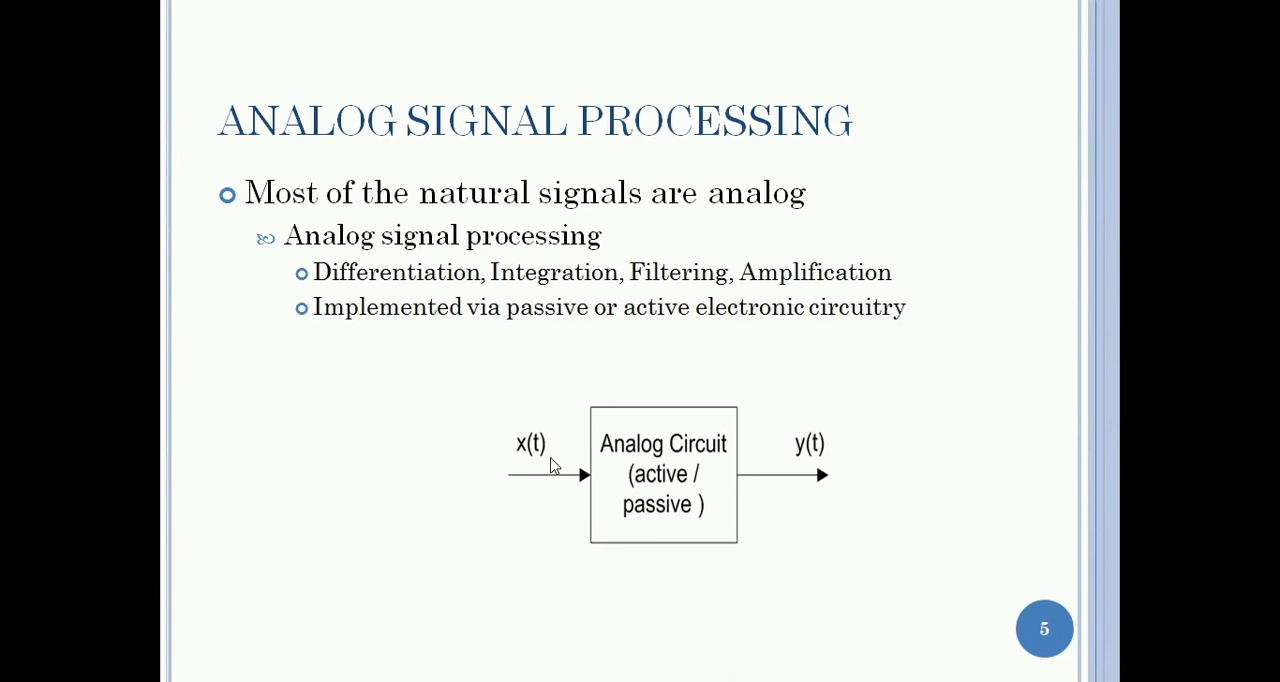 ANALOG SIGNAL PROCESSING
Most of the natural signals are analog
Analog signal processing
Differentiation, Integration, Filtering, Amplification
Implemented via passive or active electronic circuitry
x(t)
Analog Circuit
(active /
passive )
y(t)
5